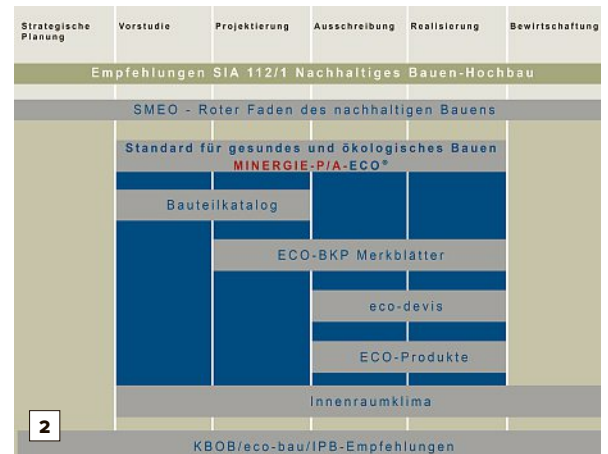 Strategische Planung Vorstudie Projektierung Ausschreibung Realisierung Bewirtschaftung
Empfehlungen SIA 112/1 Nachhaltiges Bauen-Hochbau
SMEO - Roter Faden des nachhaltigen Bauens
Standard für gesundes und ökologisches Bauen
MINERGIE-P/A-ECO®
Bauteilkatalog
ECO-BKP Merkblätter
eco-devis
ECO-Produkte
Innenraumklima
2
KBOB/eco-bau/IPB-Empfehlungen